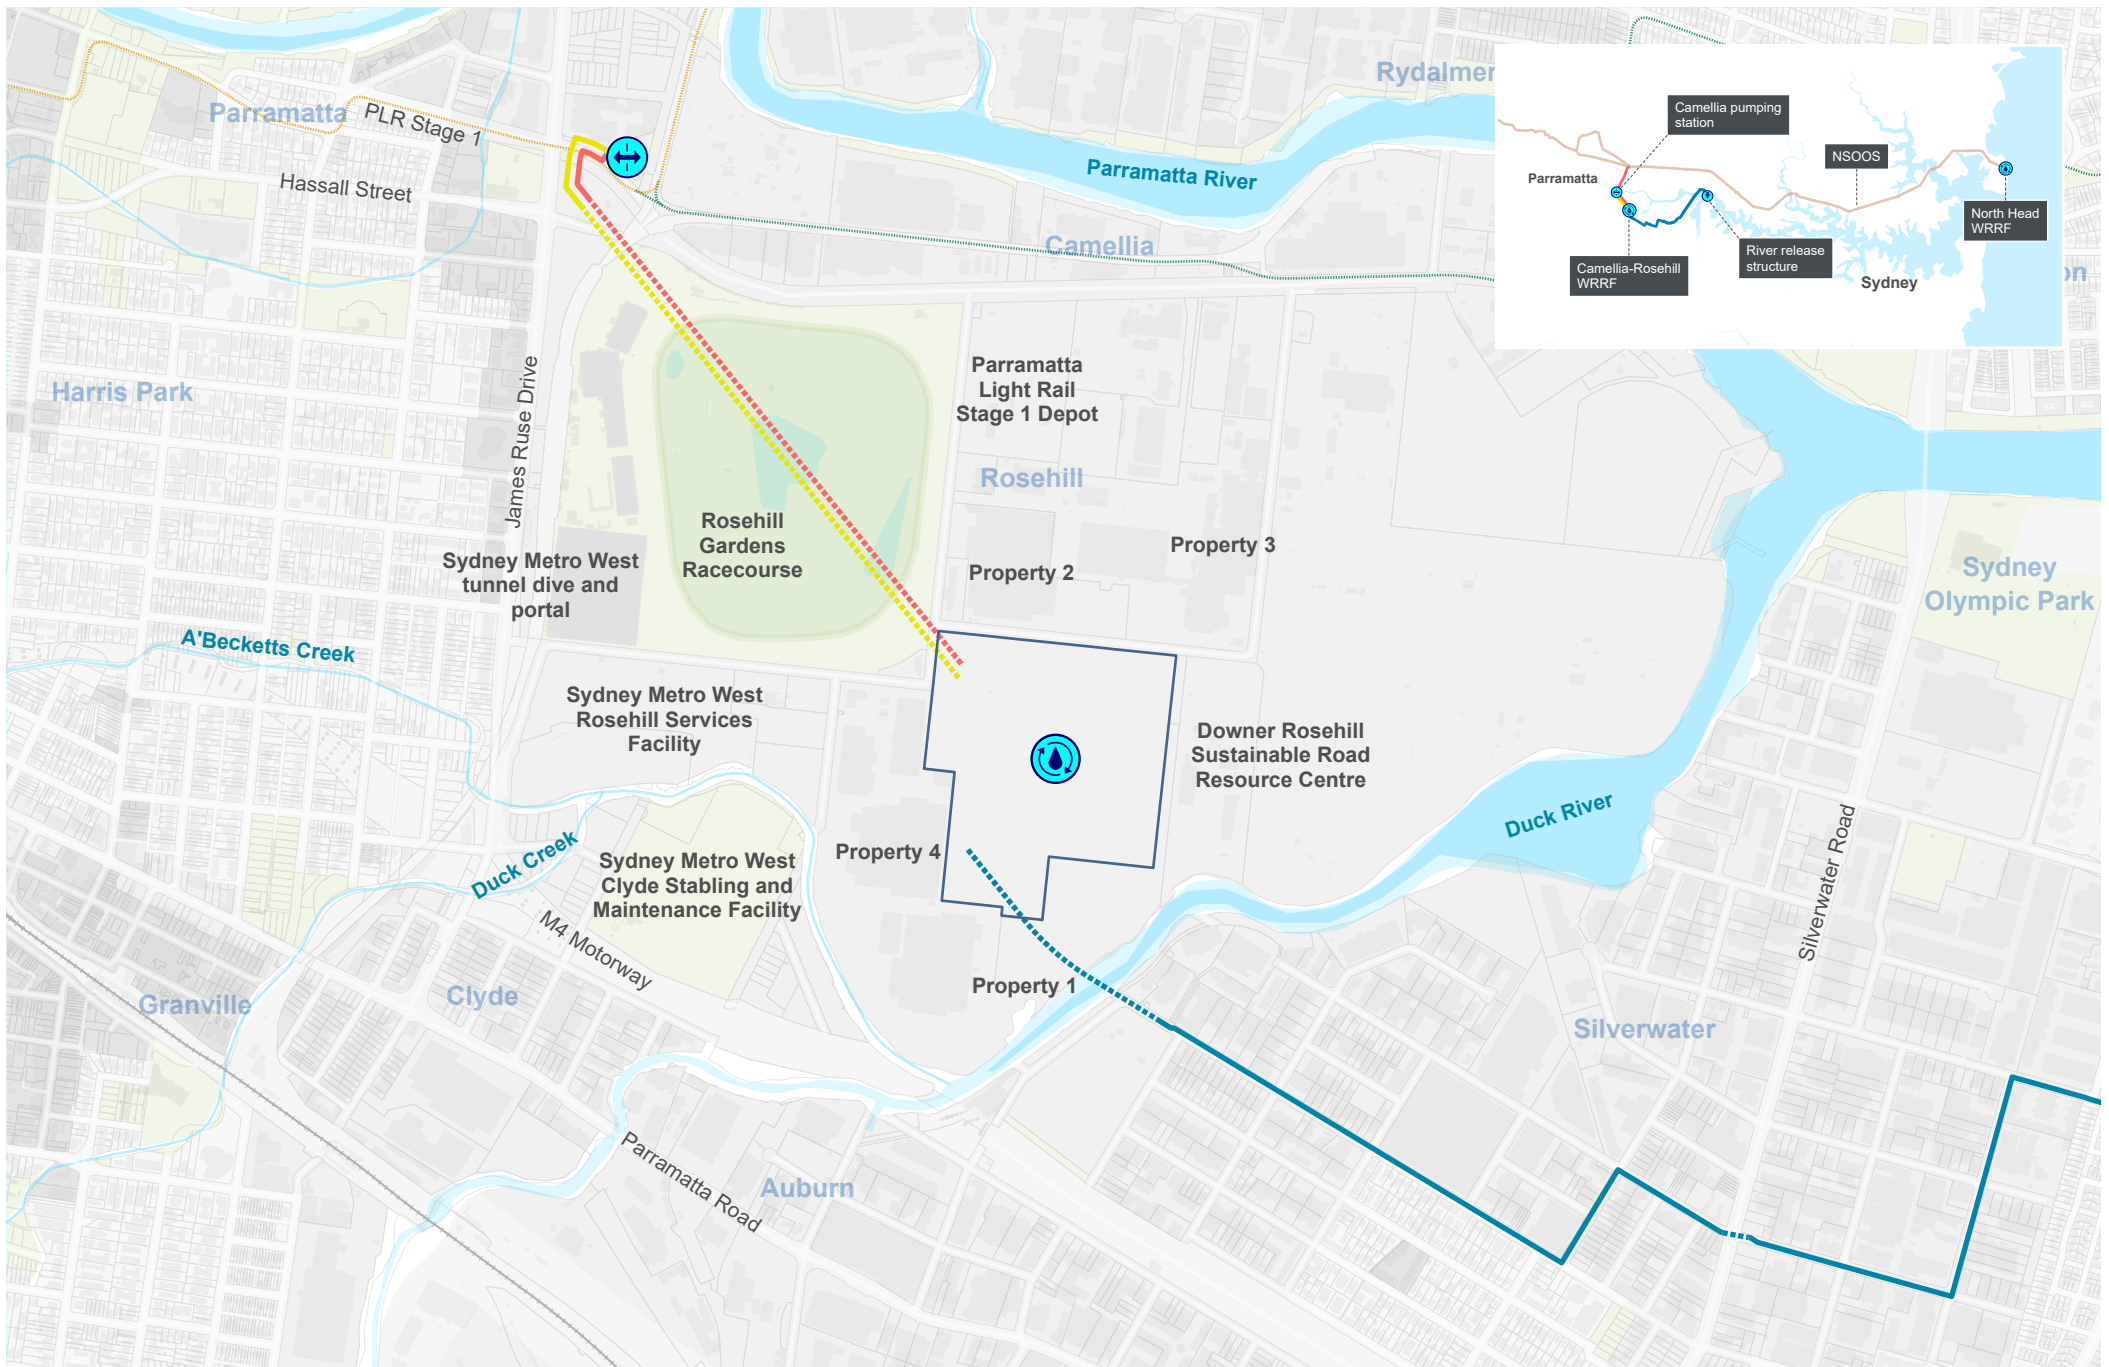 Rydalmer
Parramatta
PLR Stage 1
Hassall Street
Parramatta River
Camellia
Camellia pumping
station
NSOOS
Parramatta
North Head
WRRF
River release
structure
Camellia-Rosehill
WRRF
Sydney
on
Harris Park
James Ruse Drive
Parramatta
Light Rail
Stage 1 Depot
Rosehill
Rosehill
Gardens
Racecourse
Property 3
Property 2
Sydney Metro West
tunnel dive and
portal
Sydney
Olympic Park
A'Becketts Creek
Sydney Metro West
Rosehill Services
Facility
Downer Rosehill
Sustainable Road
Resource Centre
Duck River
Silverwater Road
Duck Creek
Sydney Metro West
Clyde Stabling and
Maintenance Facility
Property 4
M4 Motorway
Property 1
Granville
Clyde
Silverwater
Parramatta Road
Auburn